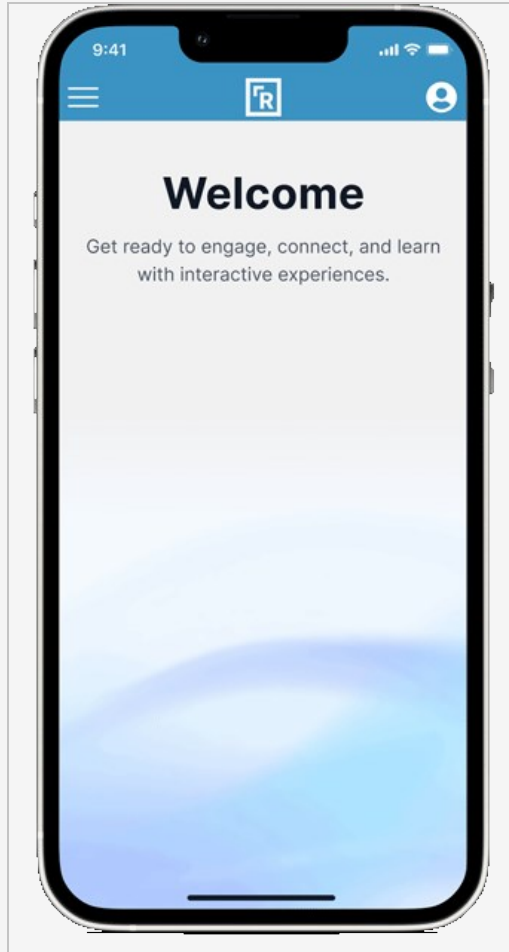 9:41
R
Welcome
Get ready to engage, connect, and learn
with interactive experiences.